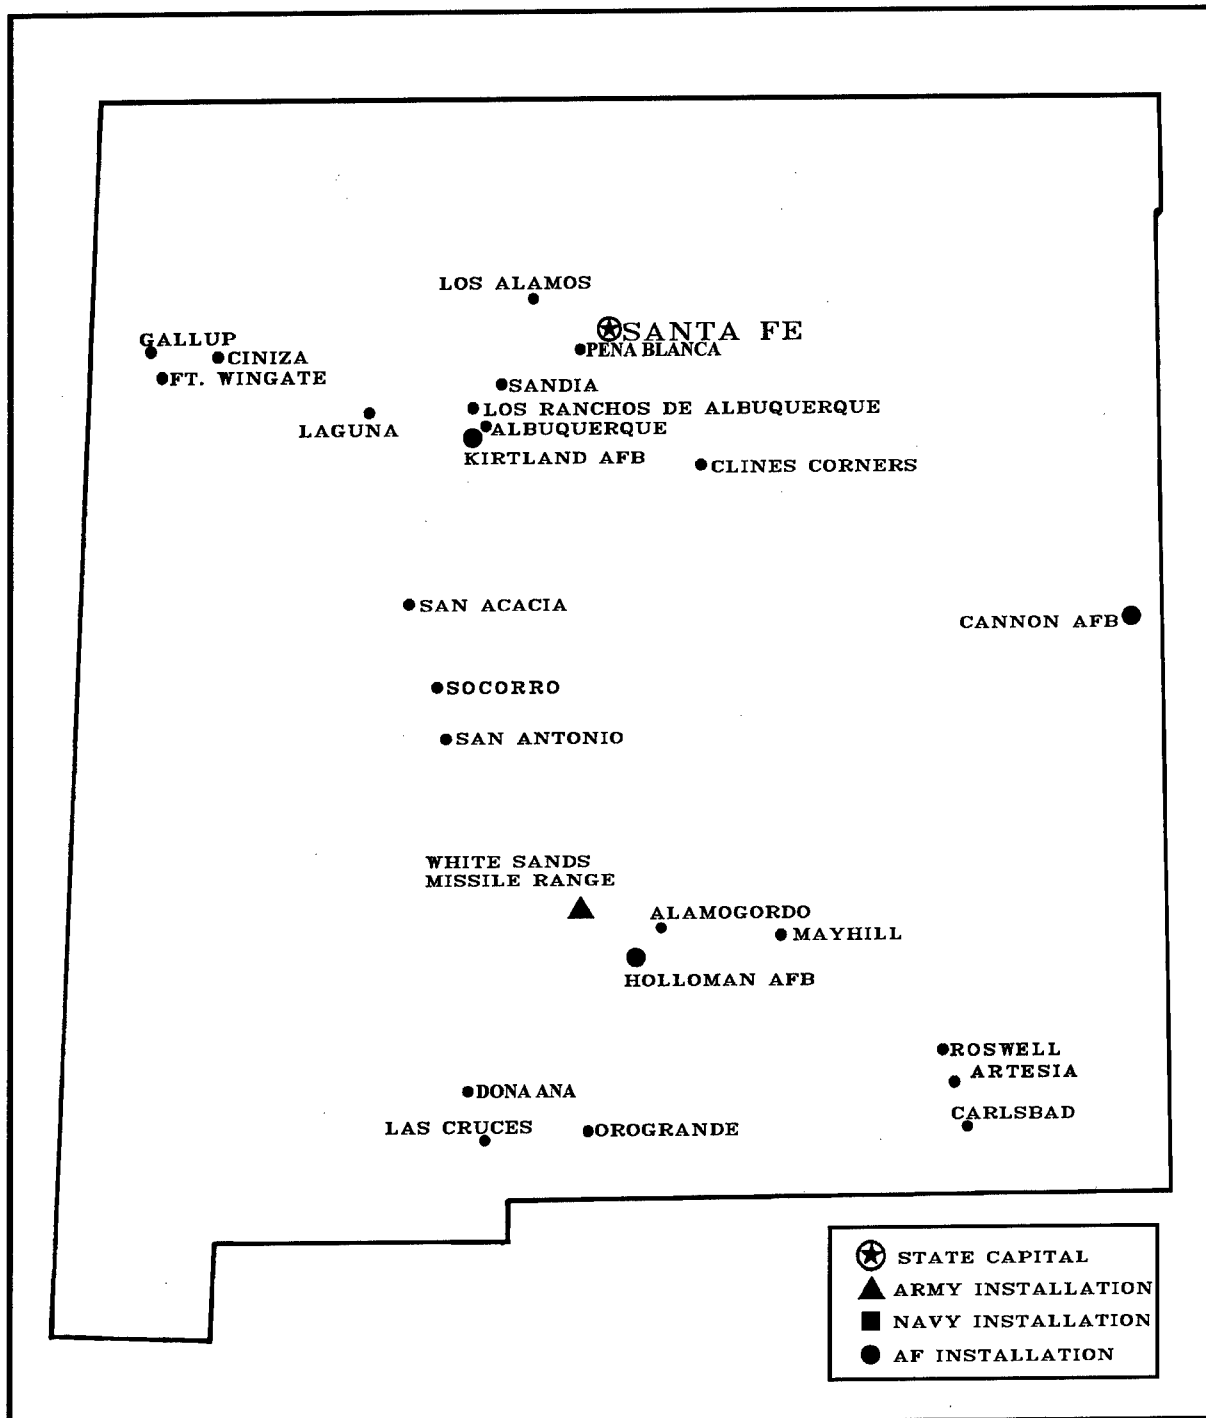 LOS ALAMOS
SANTA FE
GALLUP
PENA BLANCA
CINIZA
FT. WINGATE
SANDIA
LOS RANCHOS DE ALBUQUERQUE
LAGUNA
ALBUQUERQUE
KIRTLAND AFB
CLINES CORNERS
SAN ACACIA
CANNON AFB
SOCORRO
SAN ANTONIO
WHITE SANDS
MISSILE RANGE
ALAMOGORDO
MAYHILL
HOLLOMAN AFB
ROSWELL
ARTESIA
DONA ANA
CARLSBAD
LAS CRUCES
OROGRANDE
STATE CAPITAL
ARMY INSTALLATION
NAVY INSTALLATION
AF INSTALLATION